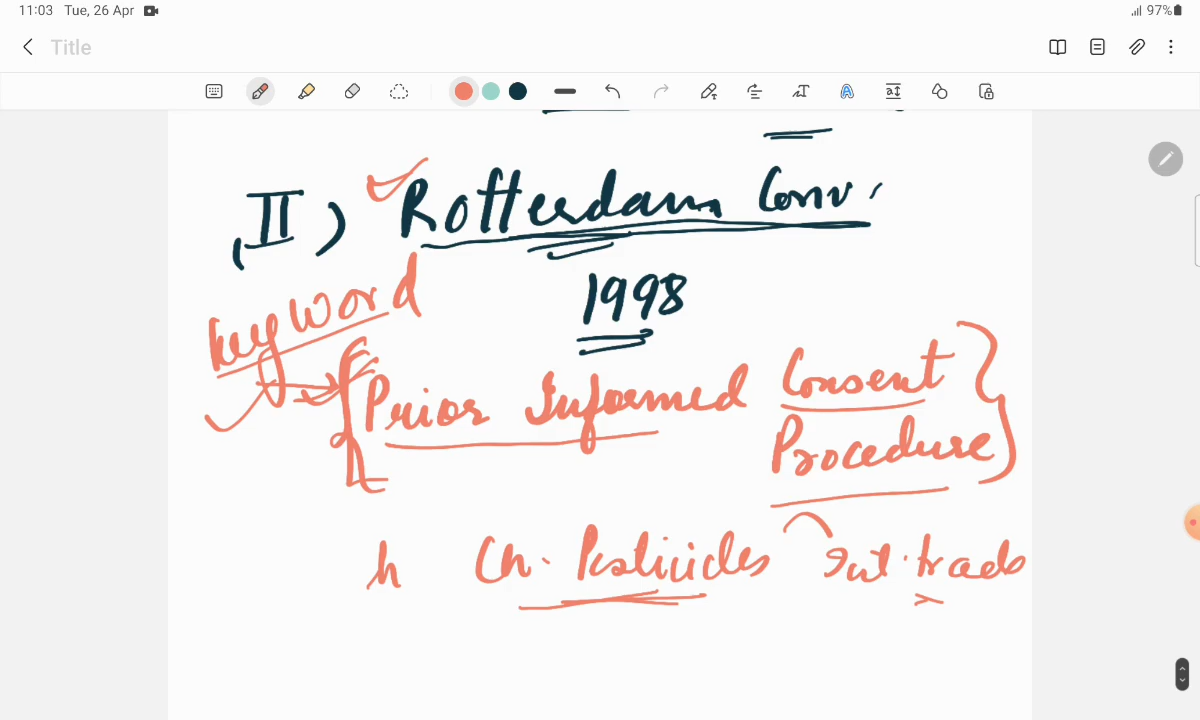 11:03 Tue, 26 Apr 97%
Title
II) Rotterdam Conv.
1998
keyword
Prior Informed Consent
Procedure
h Ch. Pesticides Int. trade